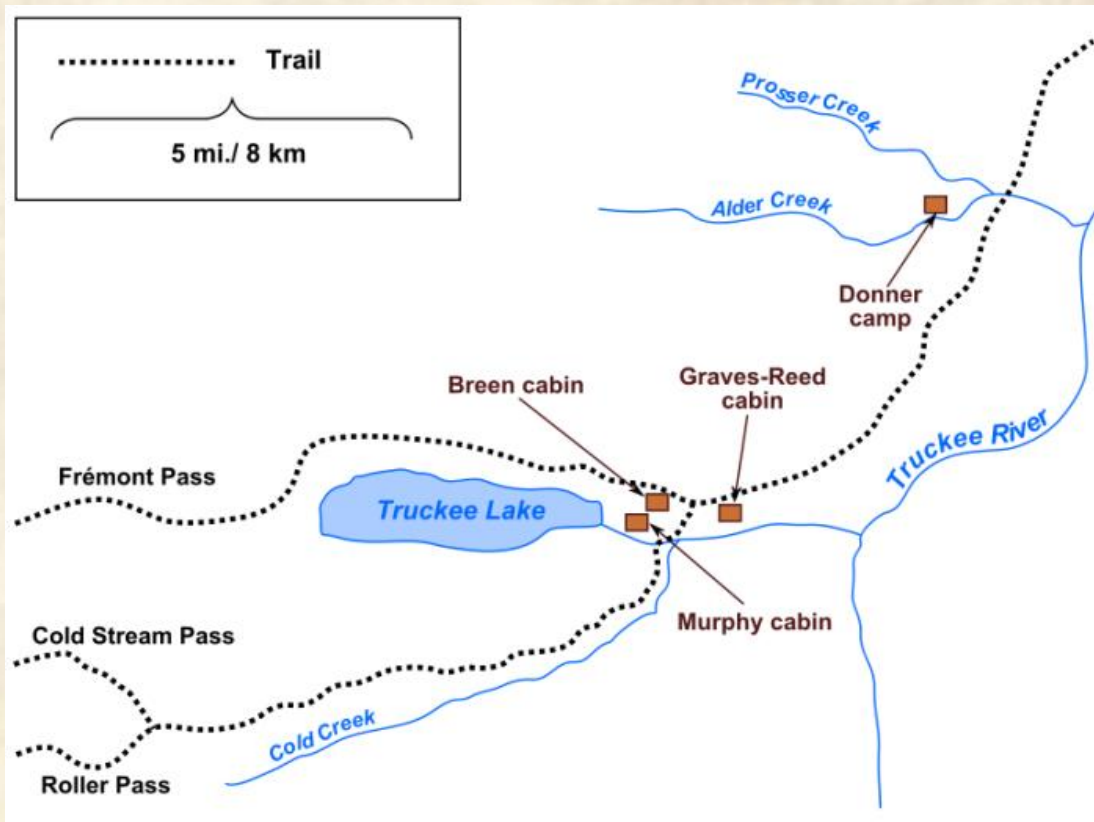 Trail
5 mi./ 8 km
Prosser Creek
Alder Creek
Donner
camp
Breen cabin
Graves-Reed
cabin
Truckee River
Frémont Pass
Truckee Lake
Murphy cabin
Cold Stream Pass
Cold Creek
Roller Pass